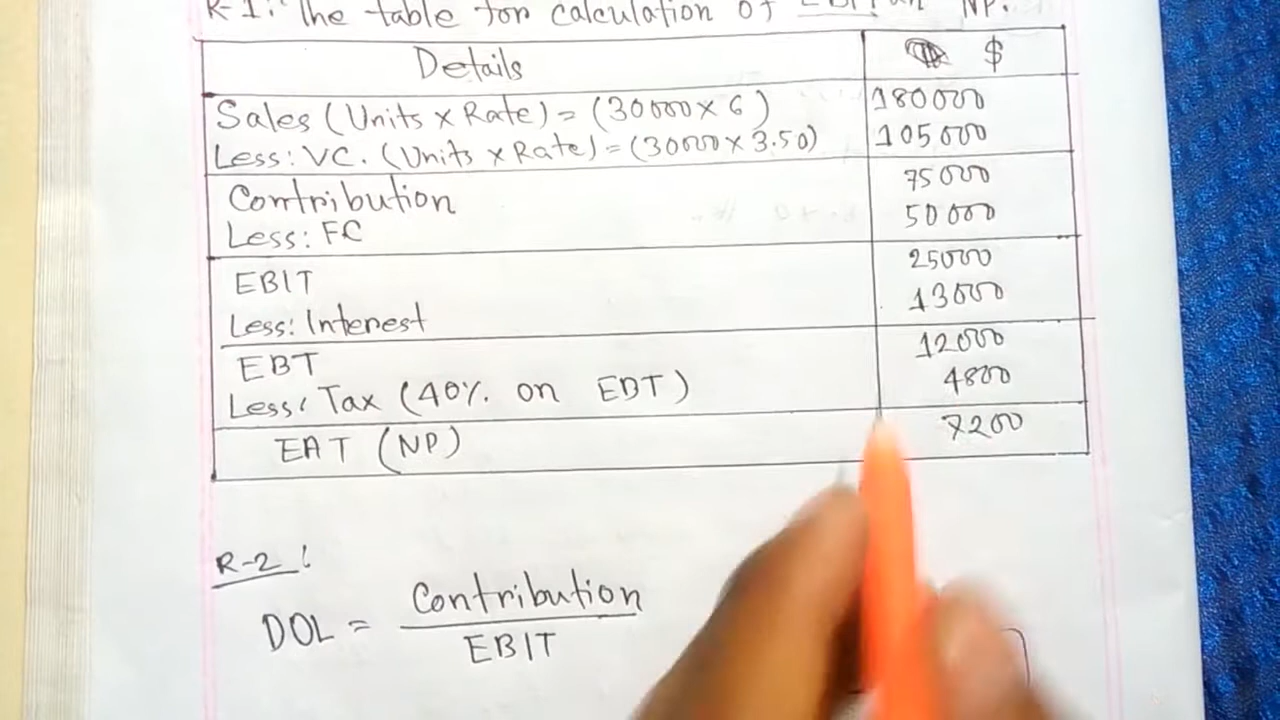 R-1: The table for calculation of NP.
Details $
Sales (Units × Rate) = (30000 × 6) 180000
Less: VC. (Units × Rate) = (30000 × 3.50) 105000
Contribution 75000
Less: FC 50000
EBIT 25000
Less: Interest 13000
EBT 12000
Less: Tax (40% on EBT) 4800
EAT (NP) 7200
R-2:
DOL = Contribution
EBIT